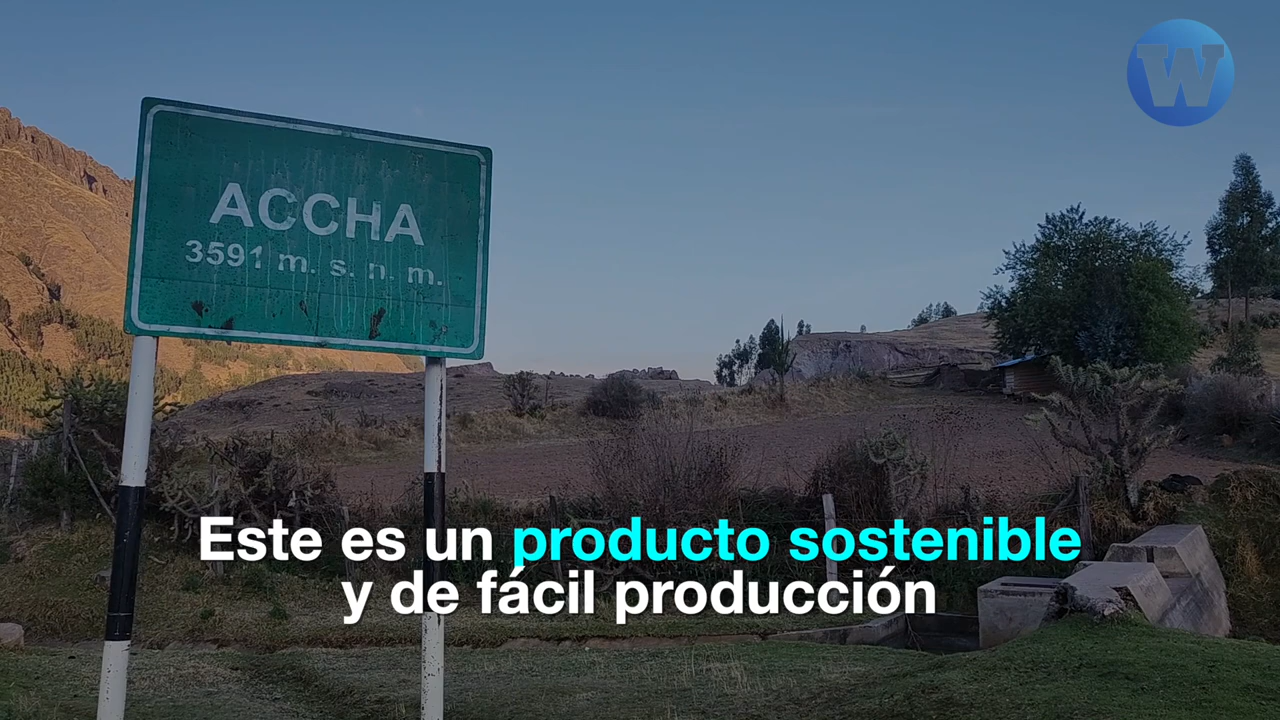 W
ACCHA
3591 m. s. n. m.
Este es un producto sostenible
y de fácil producción